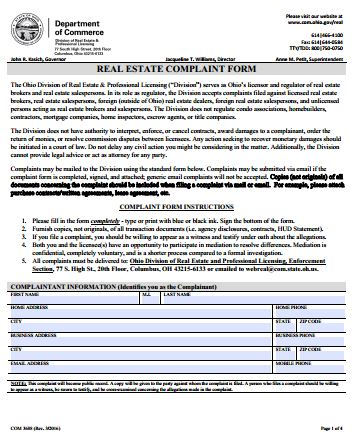 Department
of Commerce
Division of Real Estate &
Professional Licensing
77 South High Street, 20th Floor
Columbus, Ohio 43215-6133
Please visit our website at
www.com.ohio.gov/real
614|466-4100
Fax: 614|644-0584
TTY/TDD: 800|750-0750
John R. Kasich, Governor
Jacqueline T. Williams, Director
Anne M. Petit, Superintendent
REAL ESTATE COMPLAINT FORM
The Ohio Division of Real Estate & Professional Licensing ("Division") serves as Ohio's licensor and regulator of real estate
brokers and real estate salespersons. In its role as regulator, the Division accepts complaints filed against licensed real estate
brokers, real estate salespersons, foreign (outside of Ohio) real estate dealers, foreign real estate salespersons, and unlicensed
persons acting as real estate brokers and salespersons. The Division does not regulate condo associations, homebuilders,
contractors, mortgage companies, home inspectors, escrow agents, or title companies.
The Division does not have authority to interpret, enforce, or cancel contracts, award damages to a complainant, order the
return of moneys, or resolve commission disputes between licensees. Any action seeking to recover monetary damages should
be initiated in a court of law. Do not delay any civil action you might be considering in the matter. Additionally, the Division
cannot provide legal advice or act as attorney for any party.
Complaints may be mailed to the Division using the standard form below. Complaints may be submitted via email if the
complaint form is completed, signed, and attached; generic email complaints will not be accepted. Copies (not originals) of all
documents concerning the complaint should be included when filing a complaint via mail or email. For example, please attach
purchase contracts/written agreements, lease agreement, etc.
COMPLAINT FORM INSTRUCTIONS
1. Please fill in the form completely - type or print with blue or black ink. Sign the bottom of the form.
2. Furnish copies, not originals, of all transaction documents (i.e. agency disclosures, contracts, HUD Statement).
3. If you file a complaint, you should be willing to appear as a witness and testify under oath about the allegations.
4. Both you and the licensee(s) have an opportunity to participate in mediation to resolve differences. Mediation is
confidential, completely voluntary, and is a shorter process compared to a formal investigation.
5. All complaints must be delivered to: Ohio Division of Real Estate and Professional Licensing, Enforcement
Section, 77 S. High St., 20th Floor, Columbus, OH 43215-6133 or emailed to webreal@com.state.oh.us.
COMPLAINTANT INFORMATION (Identifies you as the Complainant)
FIRST NAME M.I. LAST NAME
HOME ADDRESS HOME PHONE
CITY STATE ZIP CODE
BUSINESS ADDRESS BUSINESS PHONE
CITY STATE ZIP CODE
EMAIL ADDRESS MOBILE PHONE
NOTE: This complaint will become public record. A copy will be given to the party against whom the complaint is filed. A person who files a complaint should be willing
to appear as a witness, be sworn to testify, and be cross-examined concerning the allegations made in the complaint.
COM 3638 (Rev. 3/2016)
Page 1 of 4